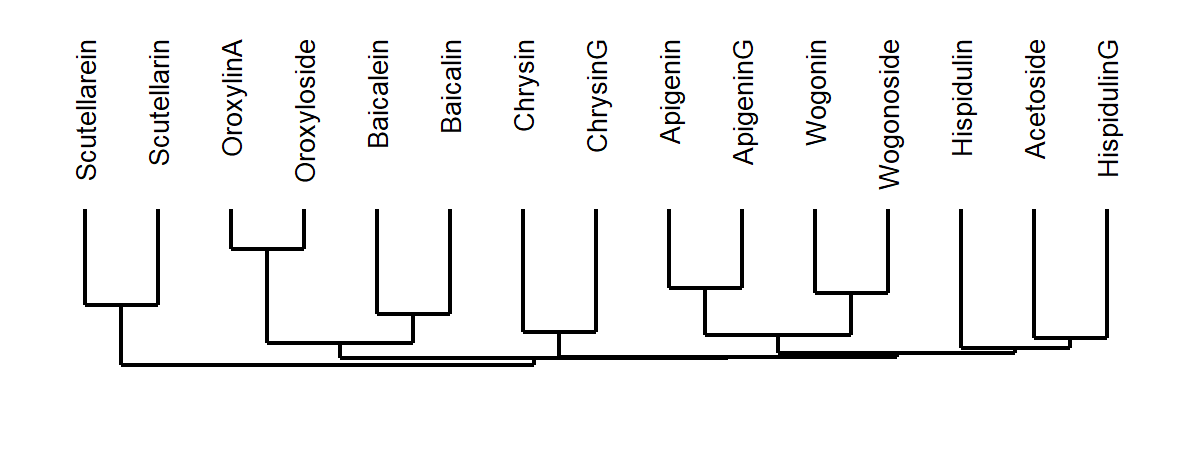 Scutellarein
Scutellarin
OroxylinA
Oroxyloside
Baicalein
Baicalin
Chrysin
ChrysinG
Apigenin
ApigeninG
Wogonin
Wogonoside
Hispidulin
Acetoside
HispidulinG